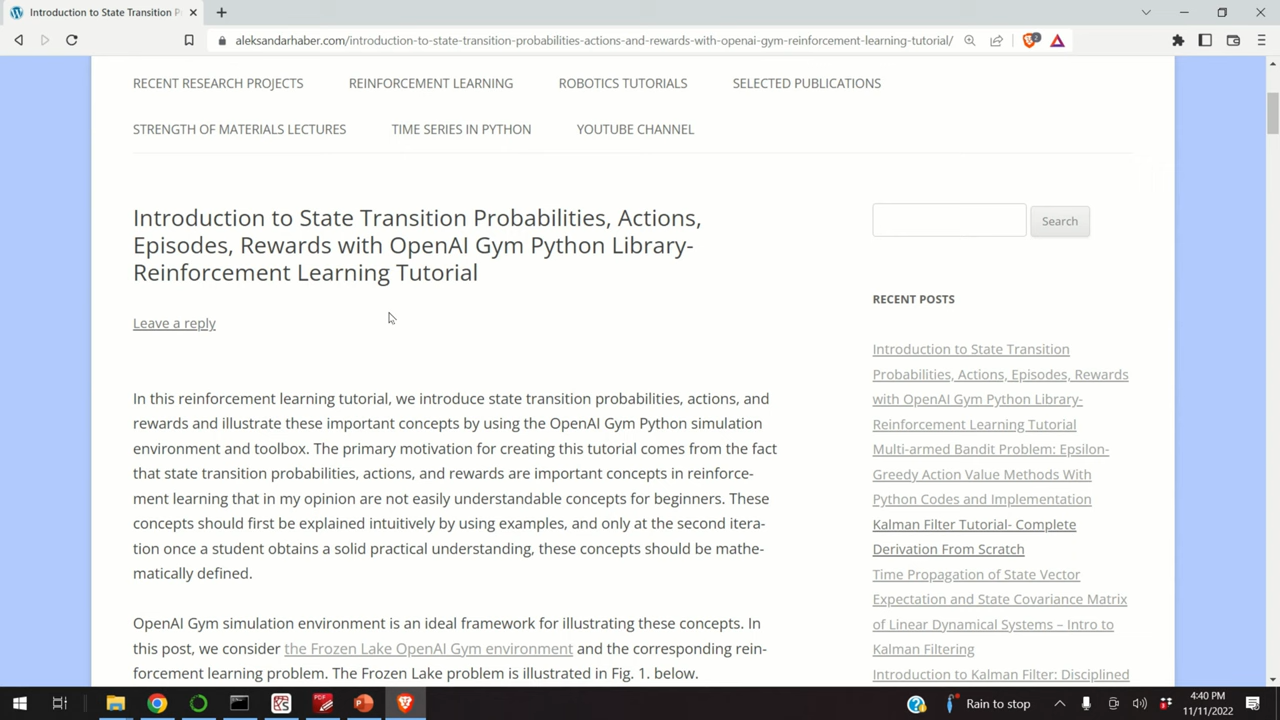 Introduction to State Transition P
aleksandarhaber.com/introduction-to-state-transition-probabilities-actions-and-rewards-with-openai-gym-reinforcement-learning-tutorial/
2
RECENT RESEARCH PROJECTS REINFORCEMENT LEARNING ROBOTICS TUTORIALS SELECTED PUBLICATIONS
STRENGTH OF MATERIALS LECTURES TIME SERIES IN PYTHON YOUTUBE CHANNEL
Introduction to State Transition Probabilities, Actions,
Episodes, Rewards with OpenAI Gym Python Library-
Reinforcement Learning Tutorial
Leave a reply
In this reinforcement learning tutorial, we introduce state transition probabilities, actions, and
rewards and illustrate these important concepts by using the OpenAI Gym Python simulation
environment and toolbox. The primary motivation for creating this tutorial comes from the fact
that state transition probabilities, actions, and rewards are important concepts in reinforce-
ment learning that in my opinion are not easily understandable concepts for beginners. These
concepts should first be explained intuitively by using examples, and only at the second itera-
tion once a student obtains a solid practical understanding, these concepts should be mathe-
matically defined.
OpenAI Gym simulation environment is an ideal framework for illustrating these concepts. In
this post, we consider the Frozen Lake OpenAI Gym environment and the corresponding rein-
forcement learning problem. The Frozen Lake problem is illustrated in Fig. 1. below.
Search
RECENT POSTS
Introduction to State Transition
Probabilities, Actions, Episodes, Rewards
with OpenAI Gym Python Library-
Reinforcement Learning Tutorial
Multi-armed Bandit Problem: Epsilon-
Greedy Action Value Methods With
Python Codes and Implementation
Kalman Filter Tutorial- Complete
Derivation From Scratch
Time Propagation of State Vector
Expectation and State Covariance Matrix
of Linear Dynamical Systems – Intro to
Kalman Filtering
Introduction to Kalman Filter: Disciplined
Rain to stop
4:40 PM
11/11/2022